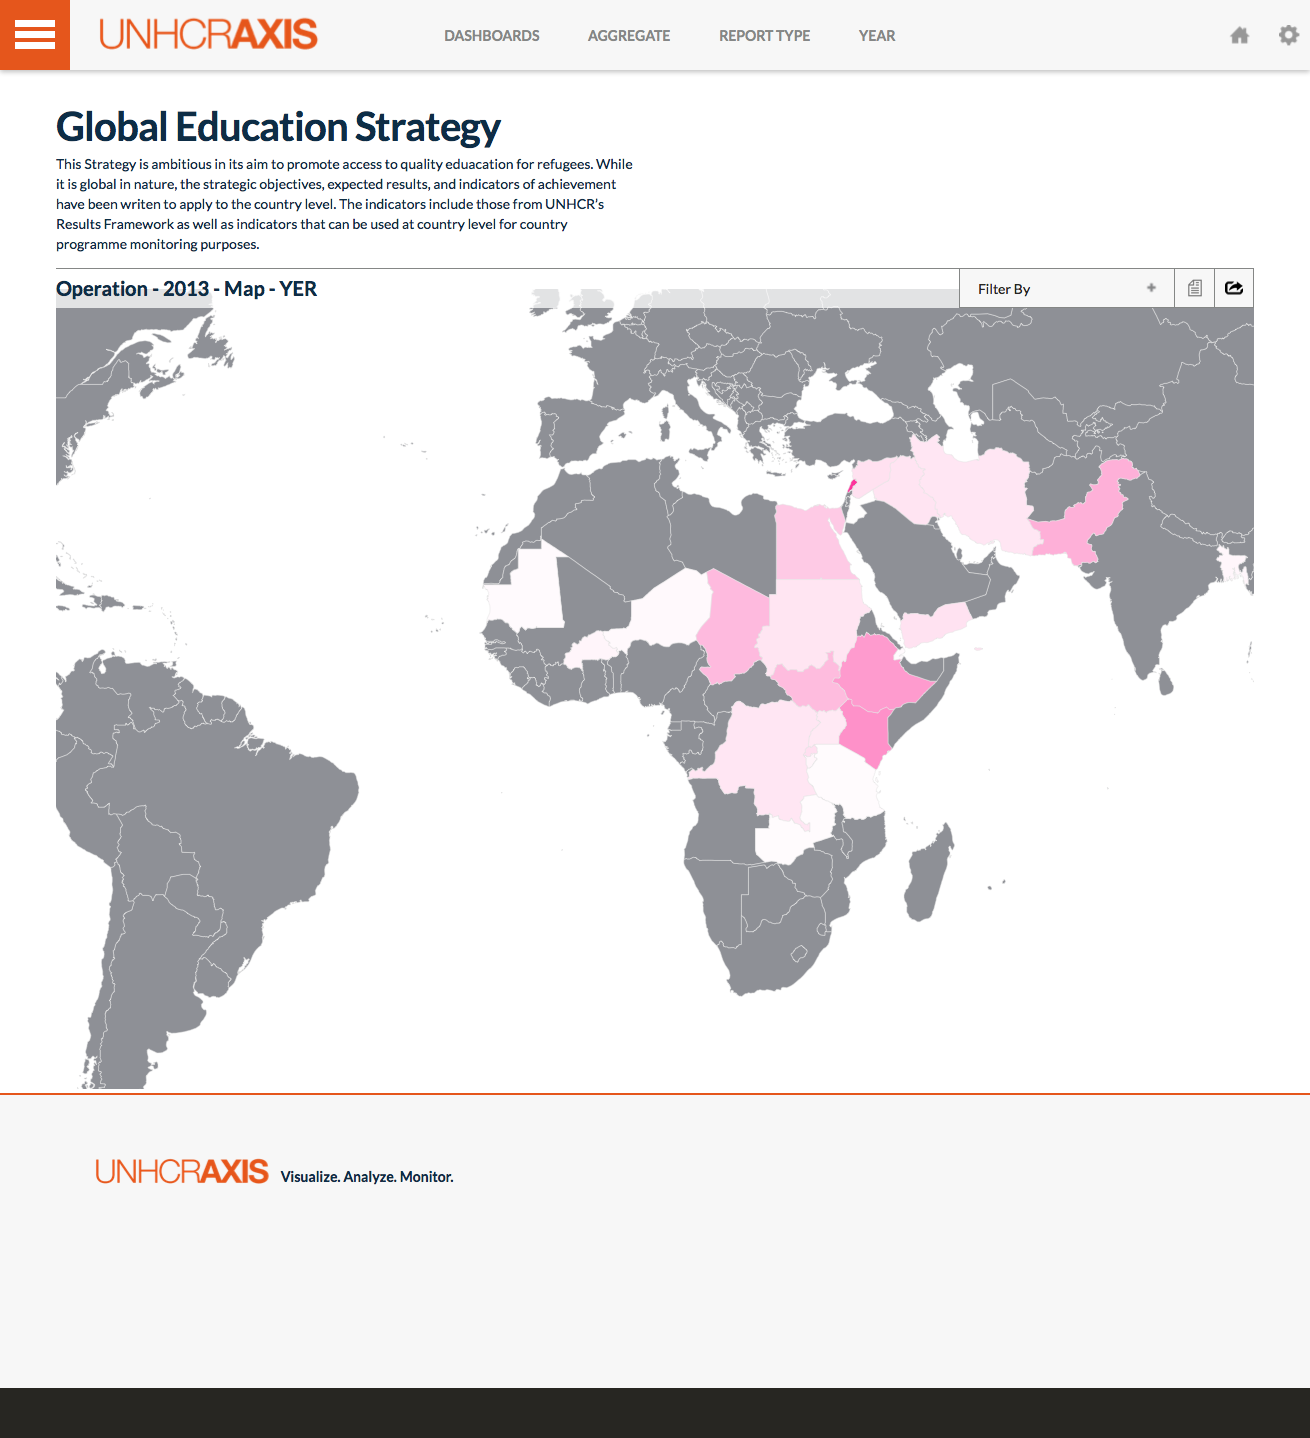 UNHCRAXIS
DASHBOARDS
AGGREGATE
REPORT TYPE
YEAR
Global Education Strategy
This Strategy is ambitious in its aim to promote access to quality eduacation for refugees. While
it is global in nature, the strategic objectives, expected results, and indicators of achievement
have been writen to apply to the country level. The indicators include those from UNHCR's
Results Framework as well as indicators that can be used at country level for country
programme monitoring purposes.
Operation - 2013 - Map - YER
Filter By
UNHCRAXIS Visualize. Analyze. Monitor.